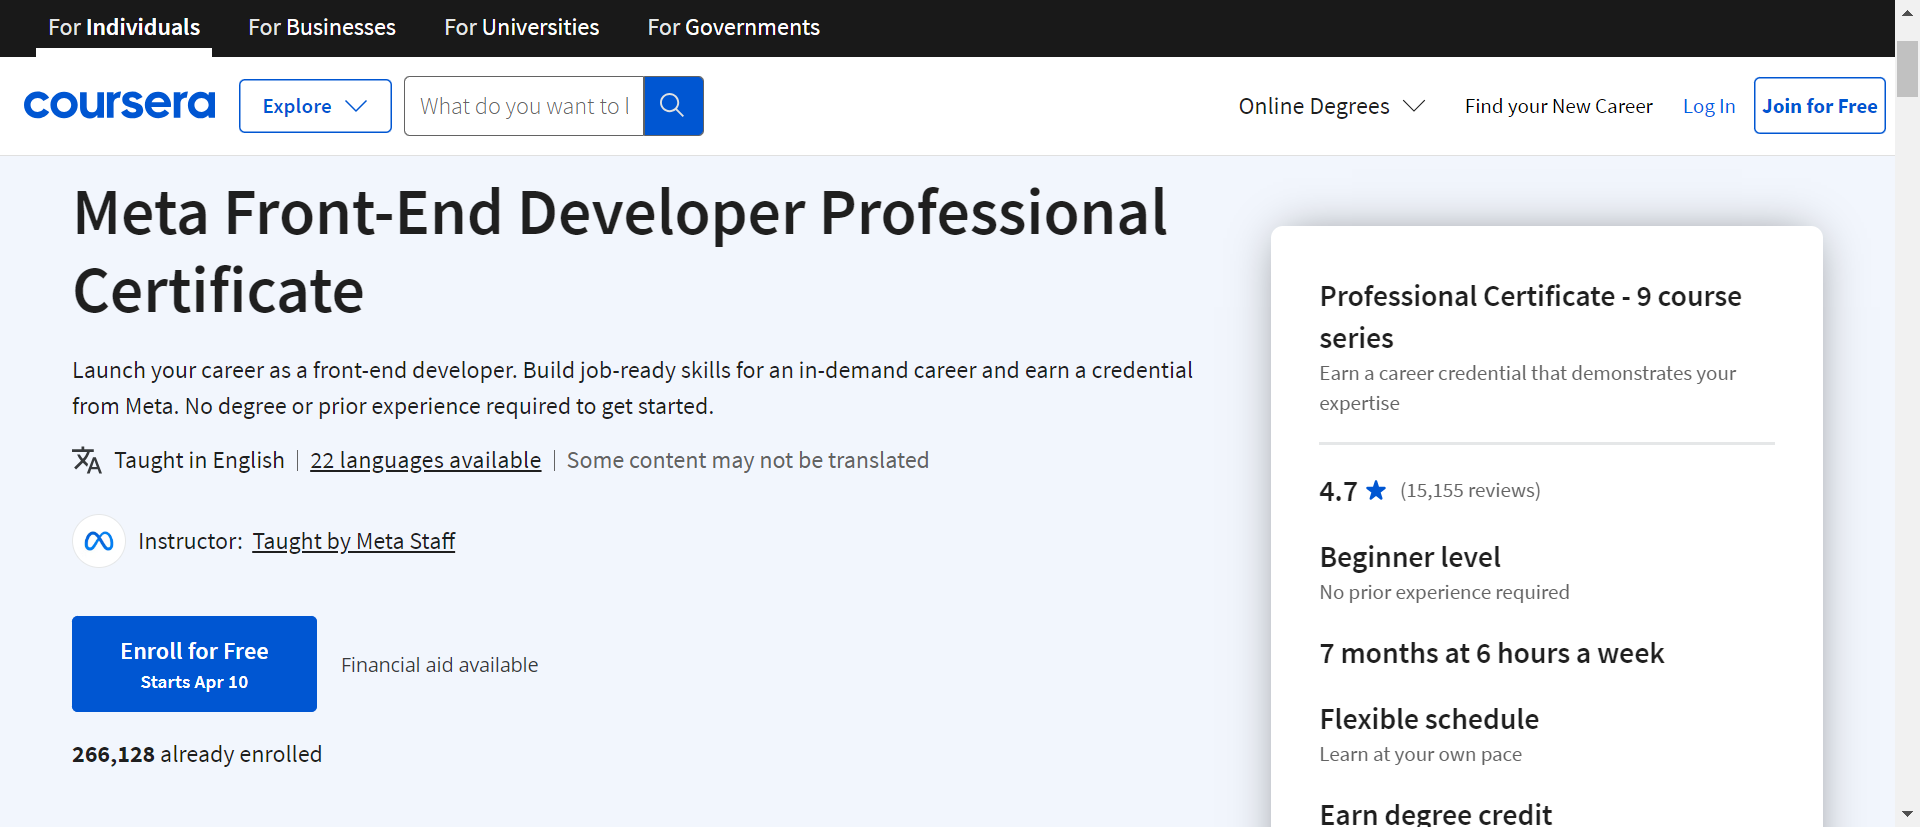 For Individuals For Businesses For Universities For Governments
coursera Explore What do you want to l Online Degrees Find your New Career Log In Join for Free
Meta Front-End Developer Professional
Certificate
Launch your career as a front-end developer. Build job-ready skills for an in-demand career and earn a credential
from Meta. No degree or prior experience required to get started.
Taught in English | 22 languages available | Some content may not be translated
Instructor: Taught by Meta Staff
Enroll for Free
Starts Apr 10
Financial aid available
266,128 already enrolled
Professional Certificate - 9 course
series
Earn a career credential that demonstrates your
expertise
4.7 ★ (15,155 reviews)
Beginner level
No prior experience required
7 months at 6 hours a week
Flexible schedule
Learn at your own pace
Earn degree credit